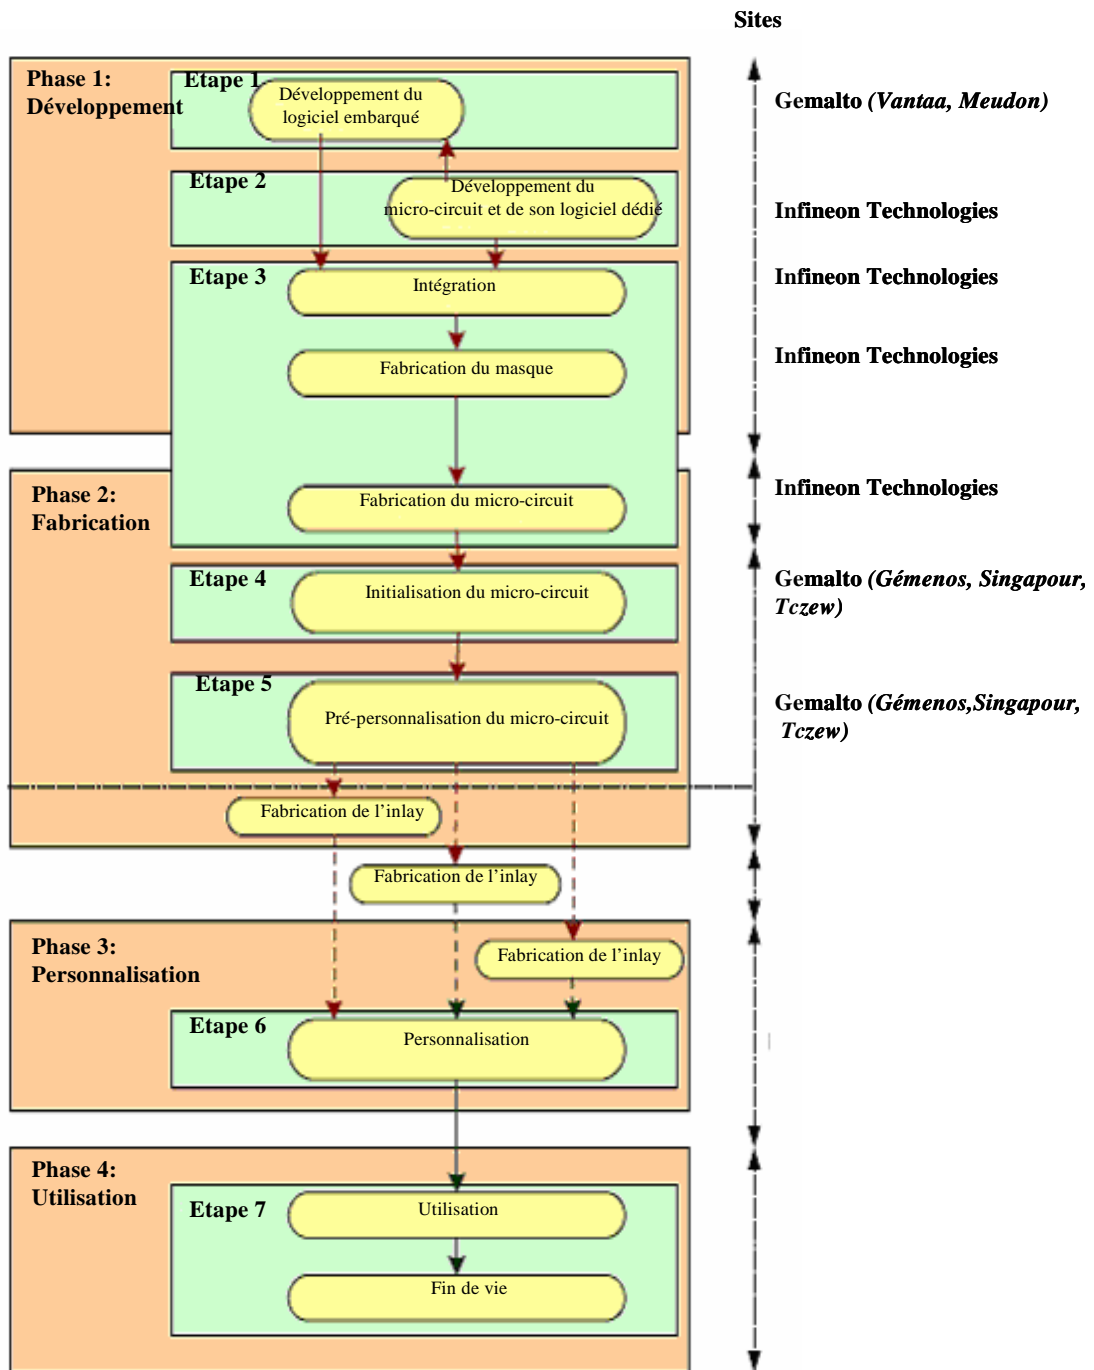 Sites
Phase 1:
Développement
Etape 1
Développement du
logiciel embarqué
Gemalto (Vantaa, Meudon)
Etape 2
Développement du
micro-circuit et de son logiciel dédié
Infineon Technologies
Etape 3
Intégration
Infineon Technologies
Fabrication du masque
Infineon Technologies
Phase 2:
Fabrication
Fabrication du micro-circuit
Infineon Technologies
Etape 4
Initialisation du micro-circuit
Gemalto (Gémenos, Singapour,
Tczew)
Etape 5
Pré-personnalisation du micro-circuit
Gemalto (Gémenos,Singapour,
Tczew)
Fabrication de l’inlay
Fabrication de l’inlay
Phase 3:
Personnalisation
Fabrication de l’inlay
Etape 6
Personnalisation
Phase 4:
Utilisation
Etape 7
Utilisation
Fin de vie